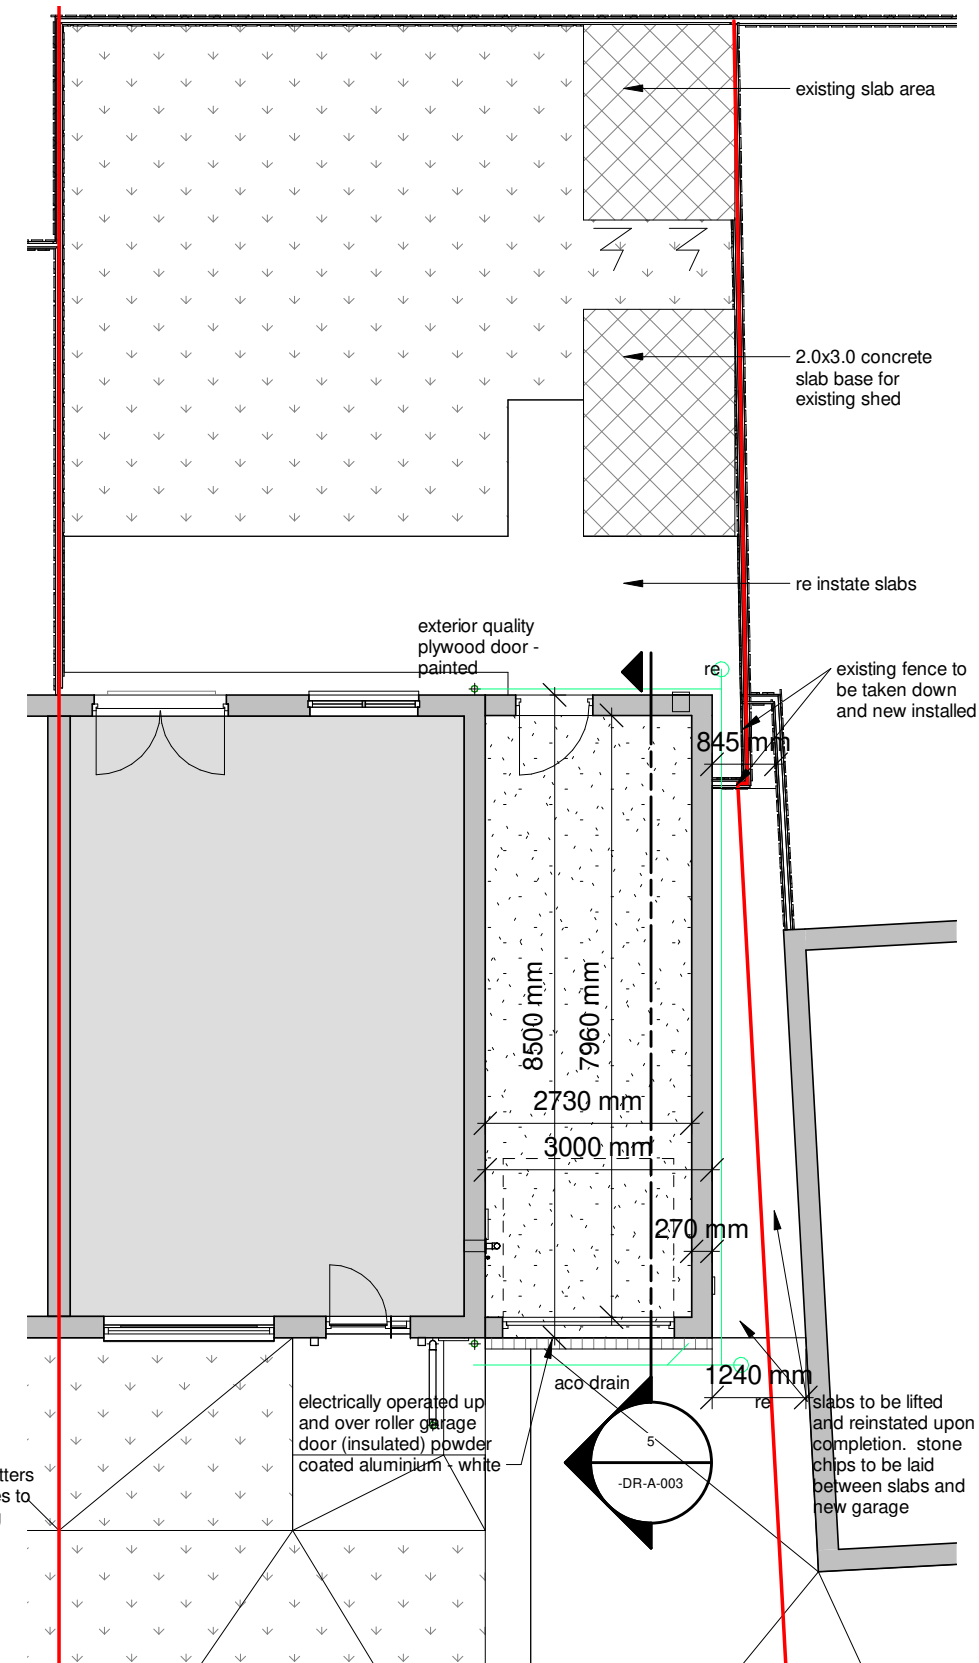 existing slab area
2.0x3.0 concrete
slab base for
existing shed
re instate slabs
exterior quality
plywood door -
painted
re
existing fence to
be taken down
and new installed
845 mm
8500 mm
7960 mm
2730 mm
3000 mm
270 mm
aco drain
1240 mm
re
electrically operated up
and over roller garage
door (insulated) powder
coated aluminium - white
5
-DR-A-003
slabs to be lifted
and reinstated upon
completion. stone
chips to be laid
between slabs and
new garage
tters
es to